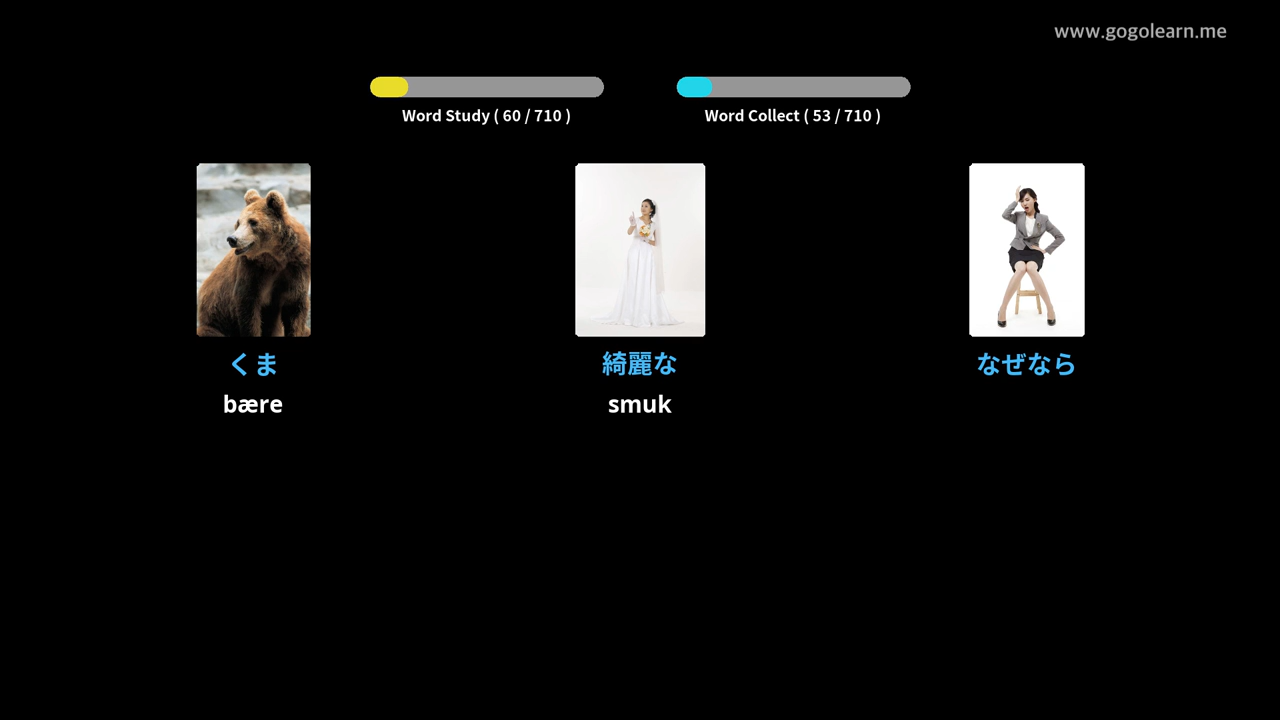 www.gogolearn.me
Word Study ( 60 / 710 )
Word Collect ( 53 / 710 )
くま
綺麗な
なぜなら
bære
smuk